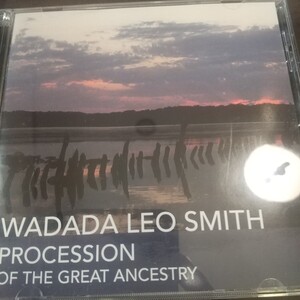 WADADA LEO SMITH
PROCESSION
OF THE GREAT ANCESTRY